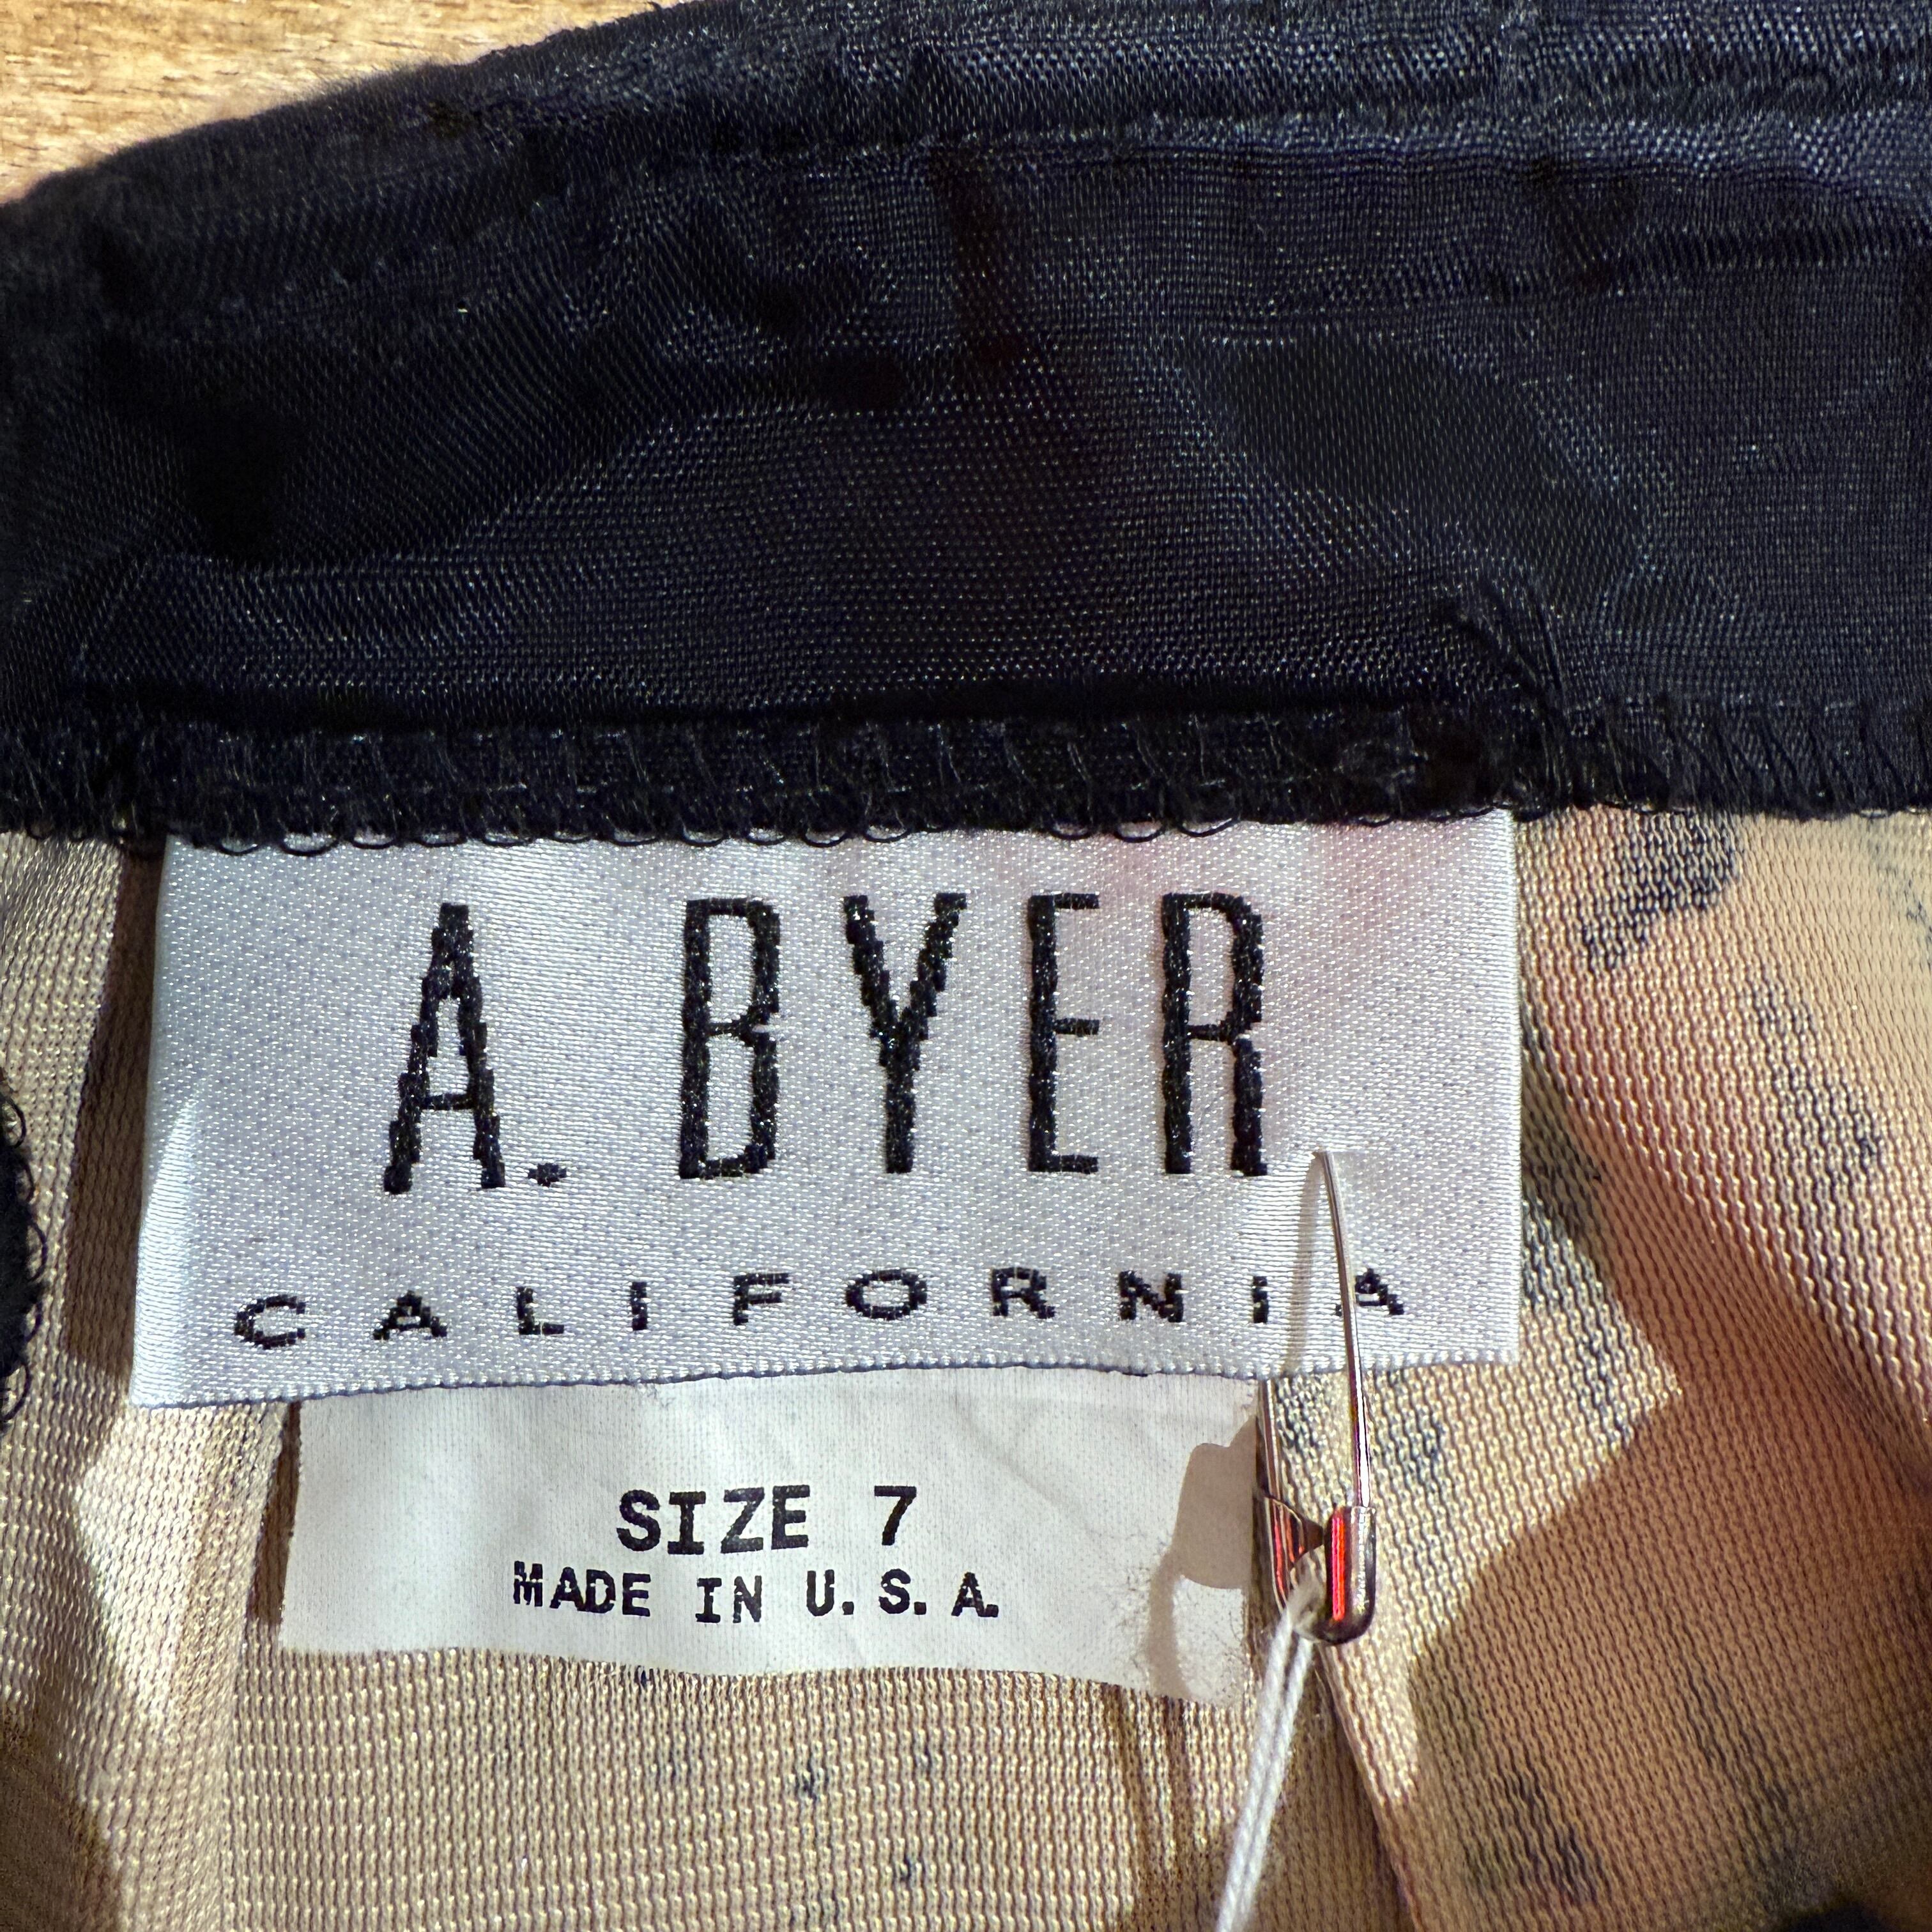 A. BYER
CALIFORNIA
SIZE 7
MADE IN U.S.A.